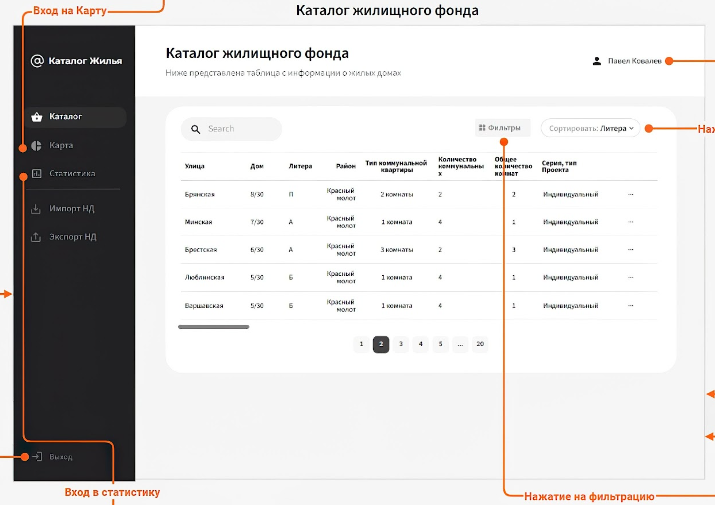 Вход на Карту
Каталог жилищного фонда
@ Каталог Жилья
Каталог
Карта
Статистика
Импорт НД
Экспорт НД
Выход
Каталог жилищного фонда
Ниже представлена таблица с информации о жилых домах
Павел Ковалев
Search
Фильтры
Сортировать: Литера
Наж
Улица Дом Литера Район Тип коммунальной квартиры Количество коммунальны х Общее количество комнат Серия, тип Проекта
Брянская 8/30 П Красный молот 2 комнаты 2 2 Индивидуальный ...
Минская 7/30 А Красный молот 1 комната 4 1 Индивидуальный ...
Брестская 6/30 А Красный молот 3 комнаты 2 3 Индивидуальный ...
Люблинская 5/30 Б Красный молот 1 комната 4 1 Индивидуальный ...
Варшавская 5/30 Б Красный молот 1 комната 4 1 Индивидуальный ...
1 2 3 4 5 ... 20
Вход в статистику
Нажатие на фильтрацию